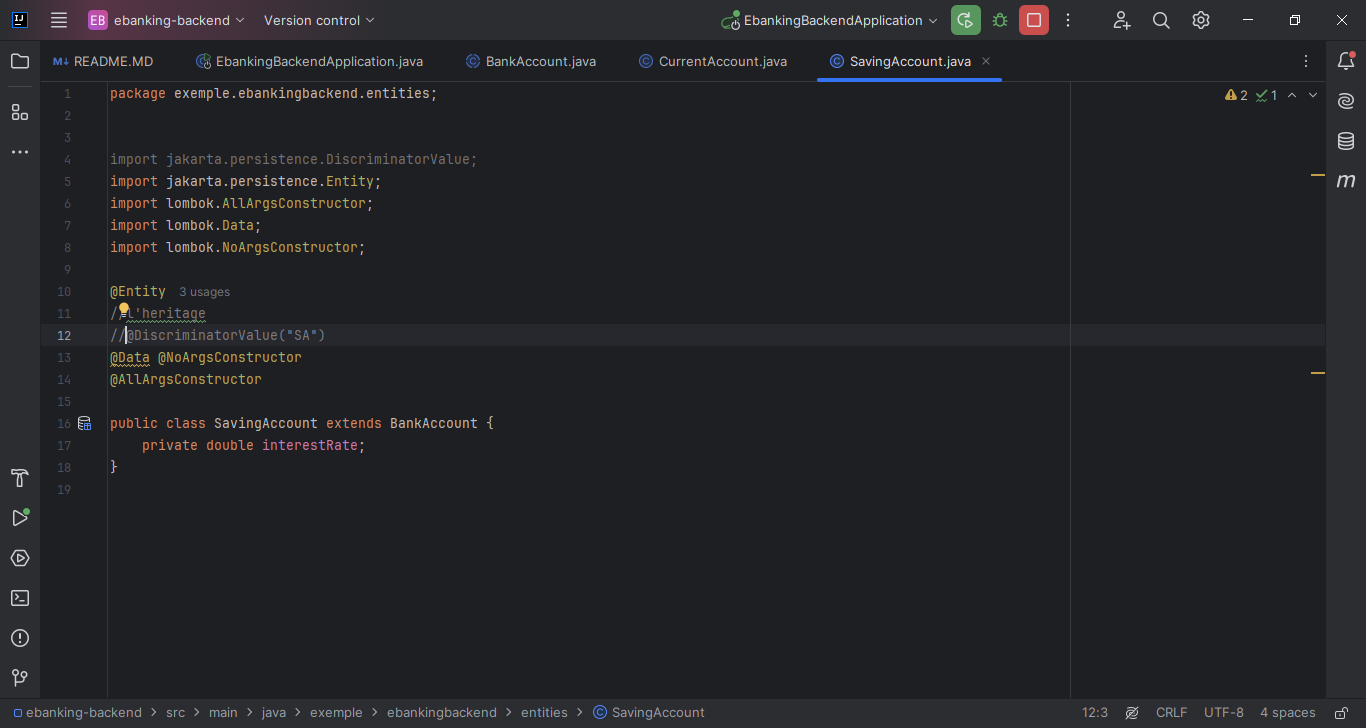 EB ebanking-backend Version control EbankingBackendApplication
M↓ README.MD EbankingBackendApplication.java BankAccount.java CurrentAccount.java SavingAccount.java
2 1
1 package exemple.ebankingbackend.entities;
2
3
4 import jakarta.persistence.DiscriminatorValue;
5 import jakarta.persistence.Entity;
6 import lombok.AllArgsConstructor;
7 import lombok.Data;
8 import lombok.NoArgsConstructor;
9
10 @Entity 3 usages
11 //l'heritage
12 //@DiscriminatorValue("SA")
13 @Data @NoArgsConstructor
14 @AllArgsConstructor
15
16 public class SavingAccount extends BankAccount {
17 private double interestRate;
18 }
19
ebanking-backend > src > main > java > exemple > ebankingbackend > entities > SavingAccount 12:3 CRLF UTF-8 4 spaces